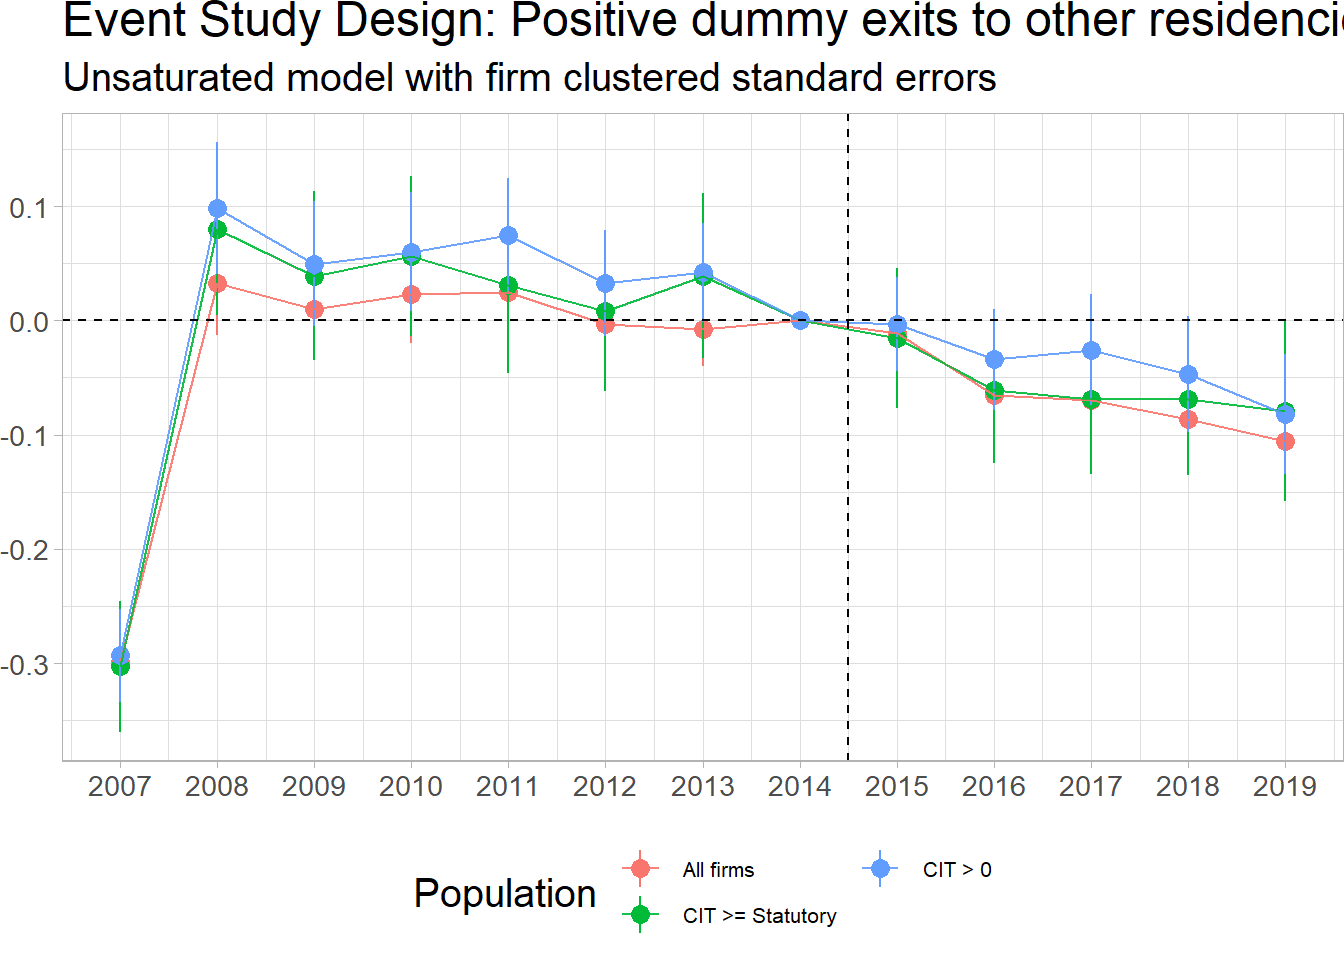 Event Study Design: Positive dummy exits to other residenci
Unsaturated model with firm clustered standard errors
0.1
0.0
-0.1
-0.2
-0.3
2007 2008 2009 2010 2011 2012 2013 2014 2015 2016 2017 2018 2019
Population
All firms
CIT > 0
CIT >= Statutory